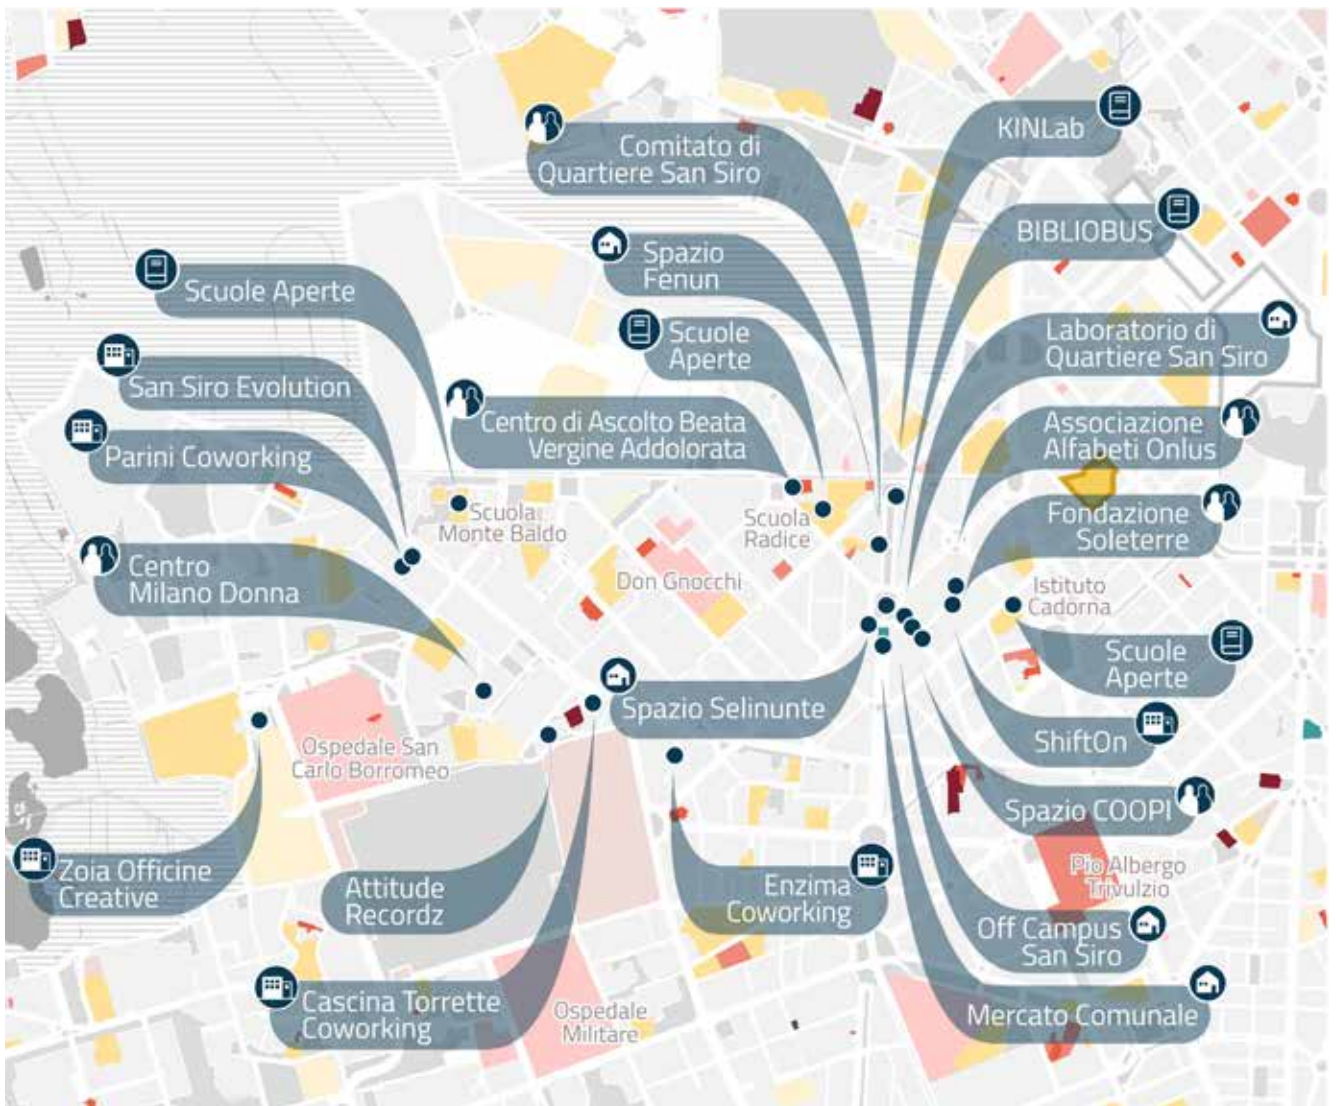 KINLab
Comitato di
Quartiere San Siro
BIBLIOBUS
Spazio
Fenun
Scuole Aperte
Scuole
Aperte
Laboratorio di
Quartiere San Siro
San Siro Evolution
Centro di Ascolto Beata
Vergine Addolorata
Associazione
Alfabeti Onlus
Parini Coworking
Scuola
Monte Baldo
Scuola
Radice
Fondazione
Soleterre
Centro
Milano Donna
Don Gnocchi
Istituto
Cadorna
Scuole
Aperte
Spazio Selinunte
ShiftOn
Ospedale San
Carlo Borromeo
Spazio COOPI
Zoia Officine
Creative
Attitude
Recordz
Enzima
Coworking
Pio Albergo
Trivulzio
Off Campus
San Siro
Cascina Torrette
Coworking
Ospedale
Militare
Mercato Comunale